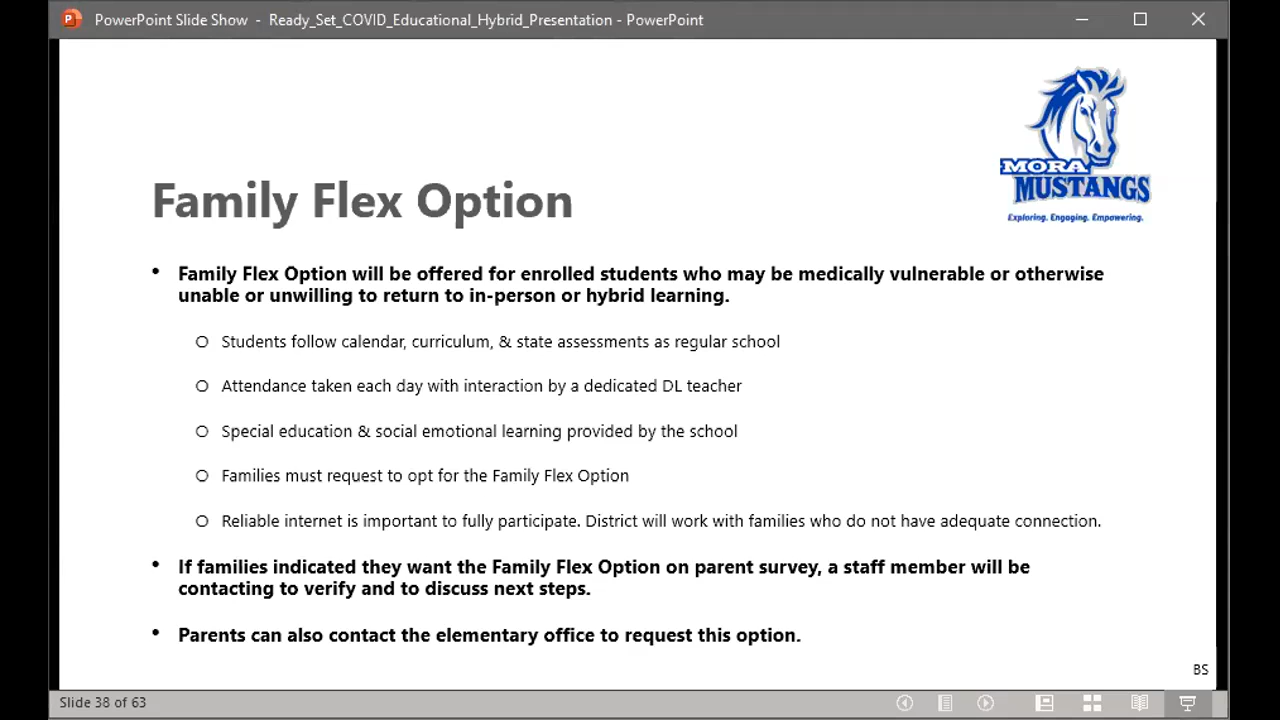 PowerPoint Slide Show - Ready_Set_COVID_Educational_Hybrid_Presentation - PowerPoint
MORA
MUSTANGS
Exploring. Engaging. Empowering.
Family Flex Option
• Family Flex Option will be offered for enrolled students who may be medically vulnerable or otherwise
unable or unwilling to return to in-person or hybrid learning.
○ Students follow calendar, curriculum, & state assessments as regular school
○ Attendance taken each day with interaction by a dedicated DL teacher
○ Special education & social emotional learning provided by the school
○ Families must request to opt for the Family Flex Option
○ Reliable internet is important to fully participate. District will work with families who do not have adequate connection.
• If families indicated they want the Family Flex Option on parent survey, a staff member will be
contacting to verify and to discuss next steps.
• Parents can also contact the elementary office to request this option.
BS
Slide 38 of 63